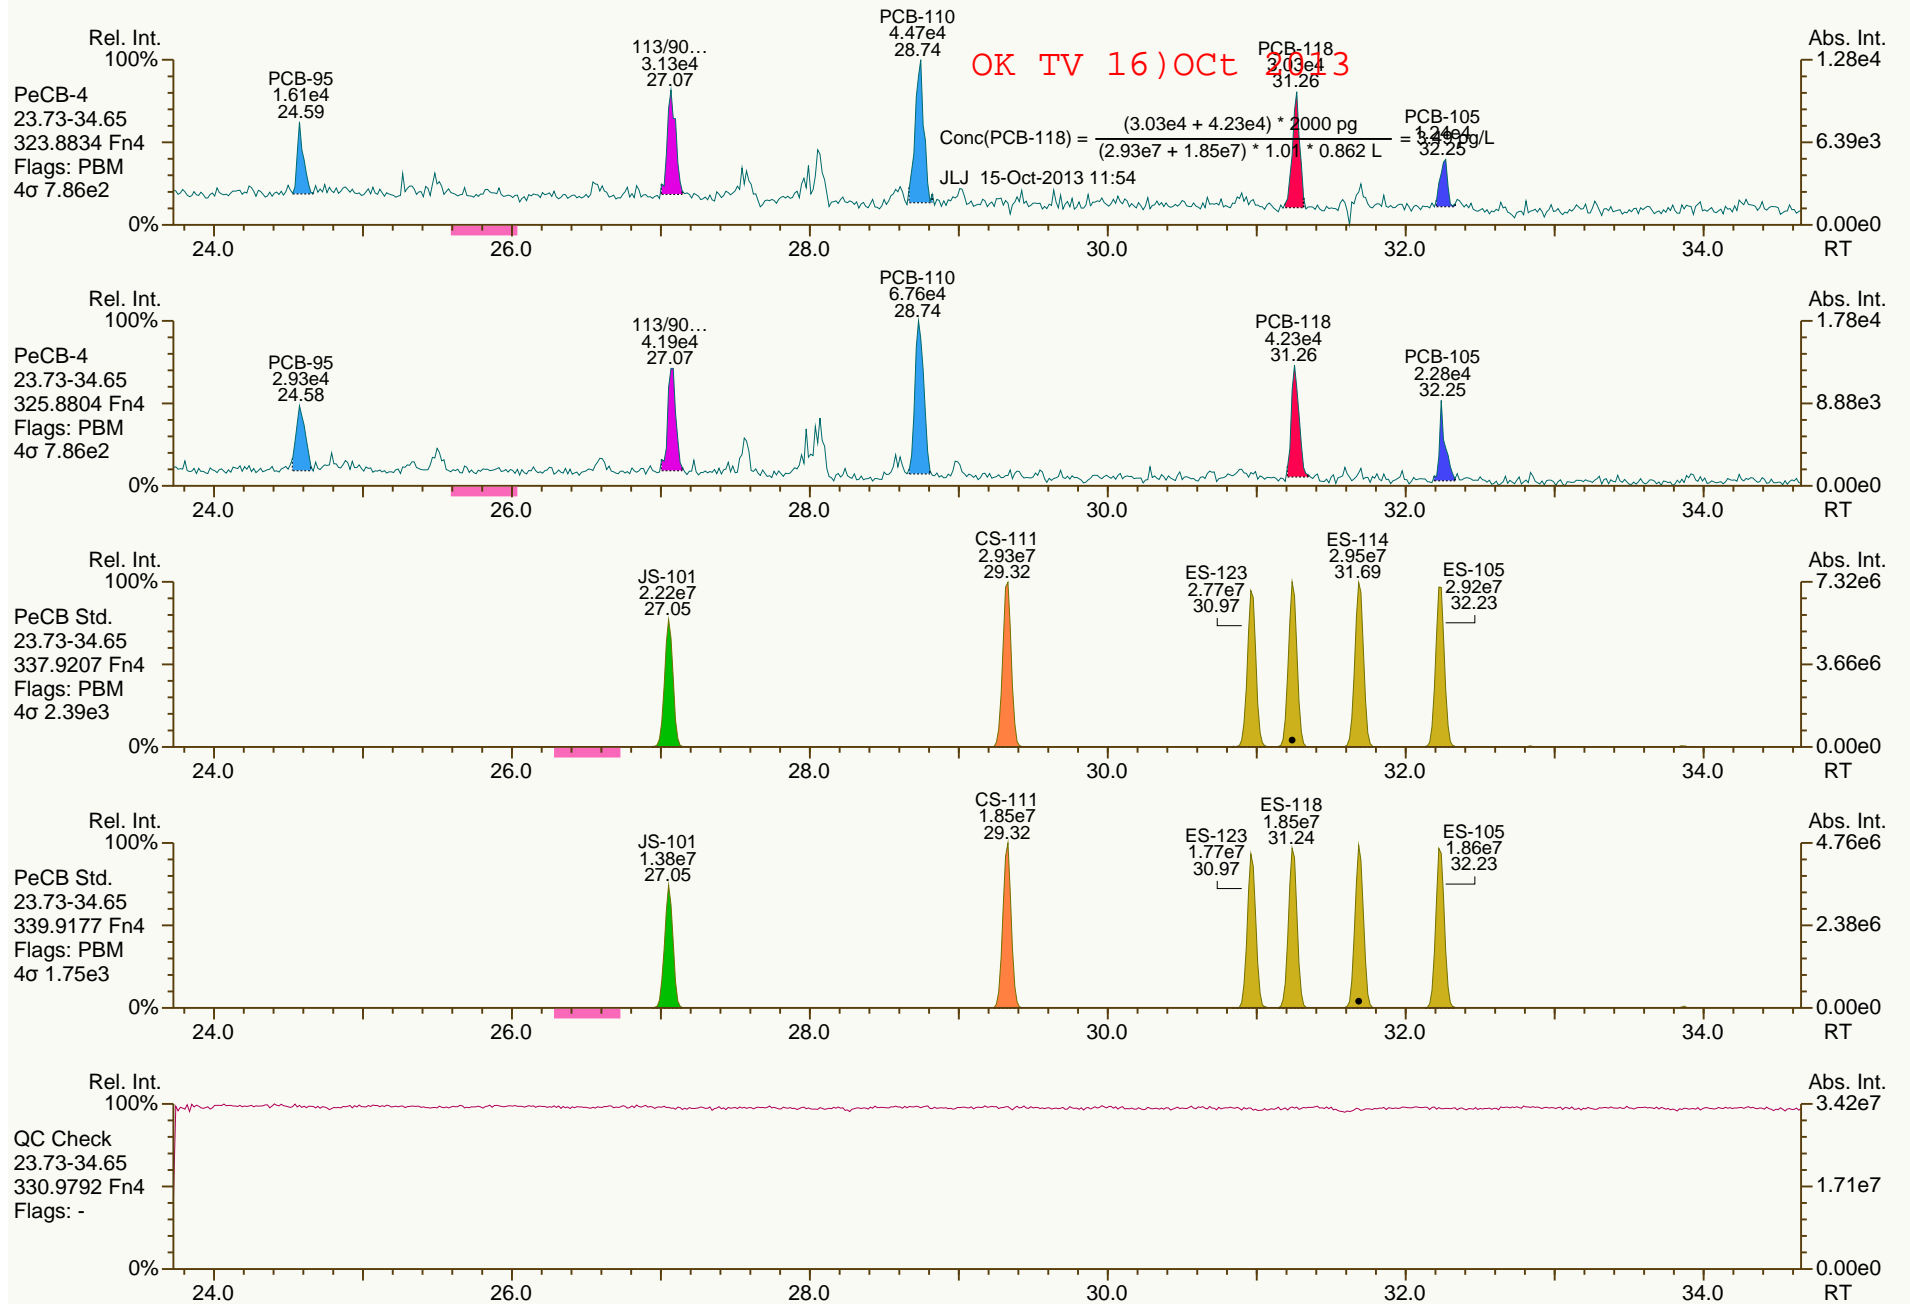 Rel. Int.
100%
0%
PeCB-4
23.73-34.65
323.8834 Fn4
Flags: PBM
4σ 7.86e2
PCB-95
1.61e4
24.59
113/90...
3.13e4
27.07
PCB-110
4.47e4
28.74
OK TV 16)OCt 2013
PCB-118
3.03e4
31.26
Conc(PCB-118) =
(3.03e4 + 4.23e4) * 2000 pg
(2.93e7 + 1.85e7) * 1.01 * 0.862 L
= 3.49 pg/L
JLJ 15-Oct-2013 11:54
PCB-105
1.24e4
32.25
Abs. Int.
1.28e4
6.39e3
0.00e0
24.0 26.0 28.0 30.0 32.0 34.0 RT
Rel. Int.
100%
0%
PeCB-4
23.73-34.65
325.8804 Fn4
Flags: PBM
4σ 7.86e2
PCB-95
2.93e4
24.58
113/90...
4.19e4
27.07
PCB-110
6.76e4
28.74
PCB-118
4.23e4
31.26
PCB-105
2.28e4
32.25
Abs. Int.
1.78e4
8.88e3
0.00e0
24.0 26.0 28.0 30.0 32.0 34.0 RT
Rel. Int.
100%
0%
PeCB Std.
23.73-34.65
337.9207 Fn4
Flags: PBM
4σ 2.39e3
JS-101
2.22e7
27.05
CS-111
2.93e7
29.32
ES-123
2.77e7
30.97
ES-114
2.95e7
31.69
ES-105
2.92e7
32.23
Abs. Int.
7.32e6
3.66e6
0.00e0
24.0 26.0 28.0 30.0 32.0 34.0 RT
Rel. Int.
100%
0%
PeCB Std.
23.73-34.65
339.9177 Fn4
Flags: PBM
4σ 1.75e3
JS-101
1.38e7
27.05
CS-111
1.85e7
29.32
ES-123
1.77e7
30.97
ES-118
1.85e7
31.24
ES-105
1.86e7
32.23
Abs. Int.
4.76e6
2.38e6
0.00e0
24.0 26.0 28.0 30.0 32.0 34.0 RT
Rel. Int.
100%
0%
QC Check
23.73-34.65
330.9792 Fn4
Flags: -
Abs. Int.
3.42e7
1.71e7
0.00e0
24.0 26.0 28.0 30.0 32.0 34.0 RT